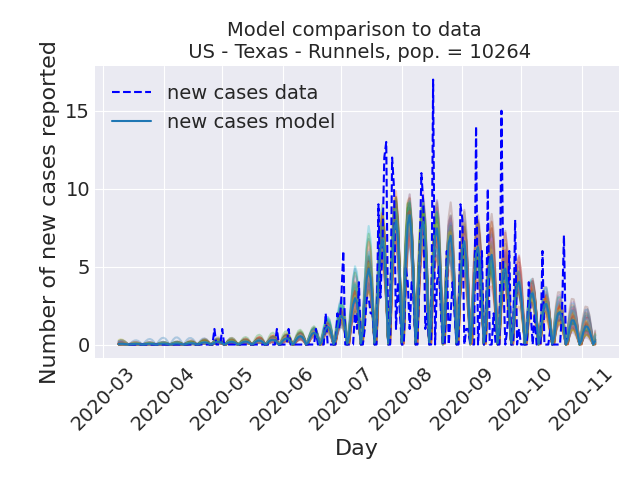 Model comparison to data
US - Texas - Runnels, pop. = 10264
Number of new cases reported
new cases data
new cases model
15
10
5
0
2020-03
2020-04
2020-05
2020-06
2020-07
2020-08
2020-09
2020-10
2020-11
Day